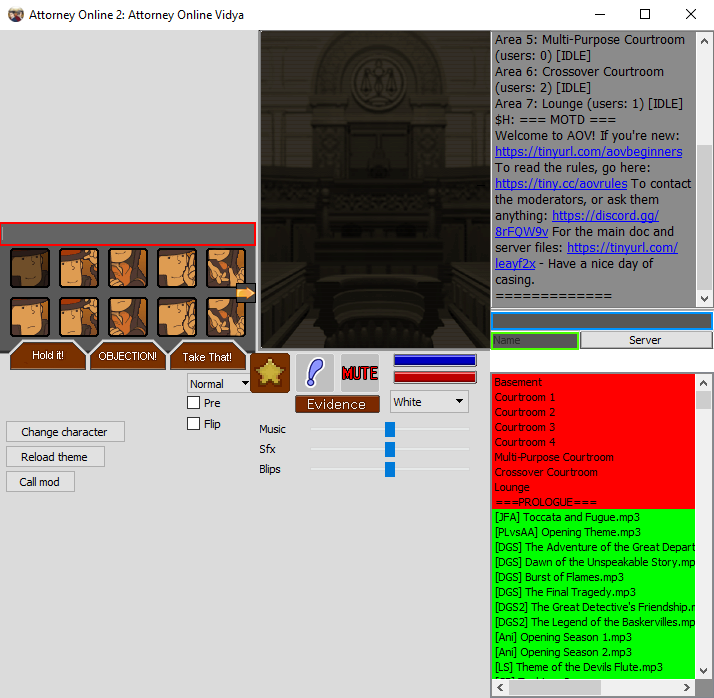 Attorney Online 2: Attorney Online Vidya
Area 5: Multi-Purpose Courtroom
(users: 0) [IDLE]
Area 6: Crossover Courtroom
(users: 2) [IDLE]
Area 7: Lounge (users: 1) [IDLE]
$H: === MOTD ===
Welcome to AOV! If you're new:
https://tinyurl.com/aovbeginners
To read the rules, go here:
https://tiny.cc/aovrules To contact
the moderators, or ask them
anything: https://discord.gg/
8rFQW9v For the main doc and
server files: https://tinyurl.com/
leayf2x - Have a nice day of
casing.
=============
Name
Server
Hold it!
OBJECTION!
Take That!
MUTE
Normal
Evidence
White
Pre
Flip
Change character
Reload theme
Call mod
Music
Sfx
Blips
Basement
Courtroom 1
Courtroom 2
Courtroom 3
Courtroom 4
Multi-Purpose Courtroom
Crossover Courtroom
Lounge
===PROLOGUE===
[JFA] Toccata and Fugue.mp3
[PLvsAA] Opening Theme.mp3
[DGS] The Adventure of the Great Depart
[DGS] Dawn of the Unspeakable Story.mp
[DGS] Burst of Flames.mp3
[DGS] The Final Tragedy.mp3
[DGS2] The Great Detective's Friendship.r
[DGS2] The Legend of the Baskervilles.mp
[Ani] Opening Season 1.mp3
[Ani] Opening Season 2.mp3
[LS] Theme of the Devils Flute.mp3